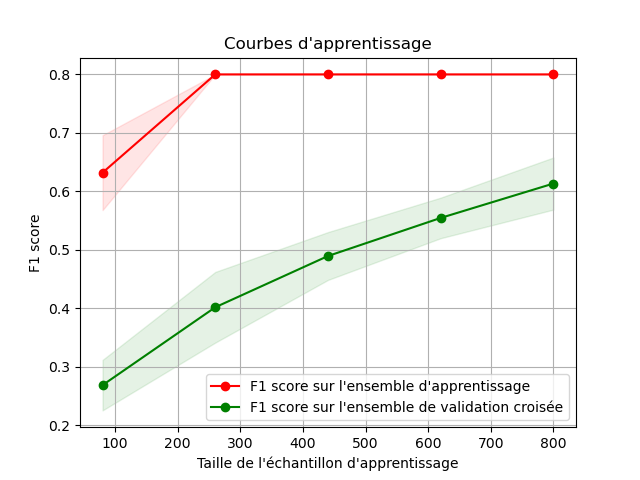 Courbes d'apprentissage
F1 score
0.8
0.7
0.6
0.5
0.4
0.3
0.2
F1 score sur l'ensemble d'apprentissage
F1 score sur l'ensemble de validation croisée
100 200 300 400 500 600 700 800
Taille de l'échantillon d'apprentissage